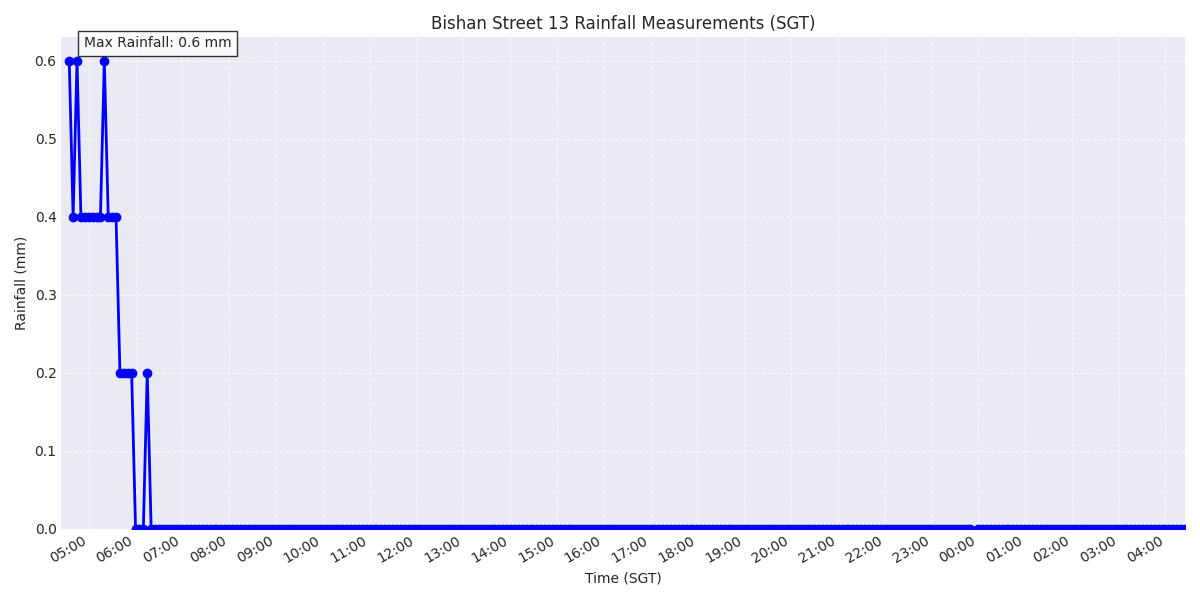 Bishan Street 13 Rainfall Measurements (SGT)
Max Rainfall: 0.6 mm
0.6
0.5
0.4
0.3
0.2
0.1
0.0
Rainfall (mm)
05:00 06:00 07:00 08:00 09:00 10:00 11:00 12:00 13:00 14:00 15:00 16:00 17:00 18:00 19:00 20:00 21:00 22:00 23:00 00:00 01:00 02:00 03:00 04:00
Time (SGT)